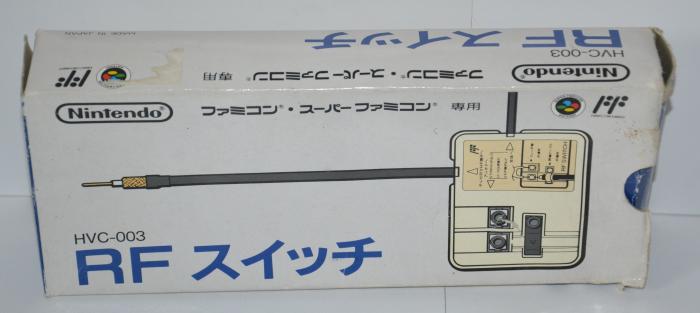 MADE IN JAPAN
HVC-003
RF スイッチ
Nintendo
ファミコン・スーパーファミコン 専用
Nintendo
ファミコン・スーパーファミコン 専用
RF SWITCH
HVC-003
RF スイッチ